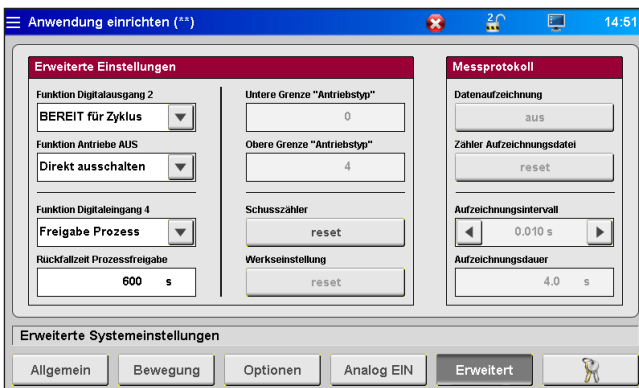 Anwendung einrichten (**)
2
14:51
Erweiterte Einstellungen
Funktion Digitalausgang 2
BEREIT für Zyklus
Funktion Antriebe AUS
Direkt ausschalten
Funktion Digitaleingang 4
Freigabe Prozess
Rückfallzeit Prozessfreigabe
600 s
Untere Grenze "Antriebstyp"
0
Obere Grenze "Antriebstyp"
4
Schusszähler
reset
Werkseinstellung
reset
Messprotokoll
Datenaufzeichnung
aus
Zähler Aufzeichnungsdatei
reset
Aufzeichnungsintervall
0.010 s
Aufzeichnungsdauer
4.0 s
Erweiterte Systemeinstellungen
Allgemein
Bewegung
Optionen
Analog EIN
Erweitert